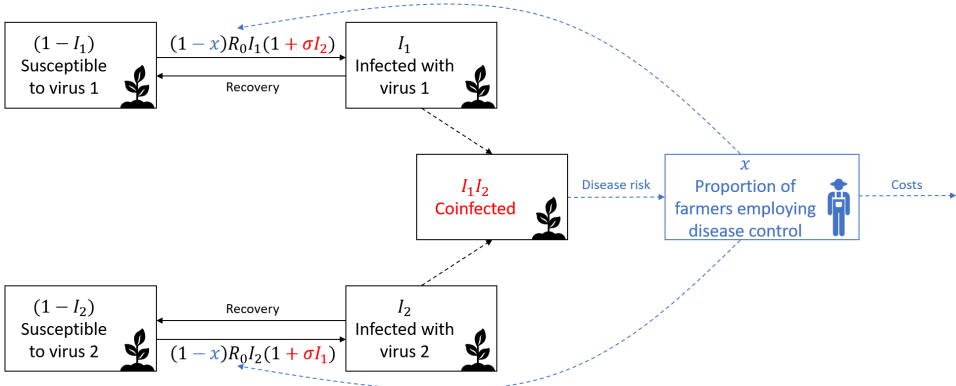 (1 − I₁)
Susceptible
to virus 1
(1 − x)R₀I₁(1 + σI₂)
Recovery
I₁
Infected with
virus 1
I₁I₂
Coinfected
Disease risk
x
Proportion of
farmers employing
disease control
Costs
(1 − I₂)
Susceptible
to virus 2
Recovery
(1 − x)R₀I₂(1 + σI₁)
I₂
Infected with
virus 2